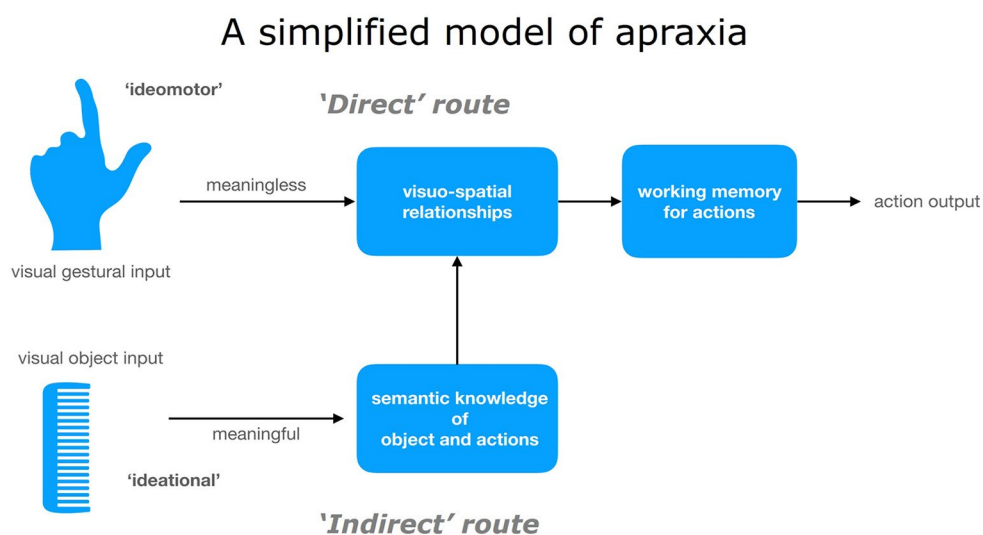 A simplified model of apraxia
‘ideomotor’
‘Direct’ route
meaningless
visuo-spatial
relationships
working memory
for actions
action output
visual gestural input
visual object input
semantic knowledge
of
object and actions
meaningful
‘ideational’
‘Indirect’ route